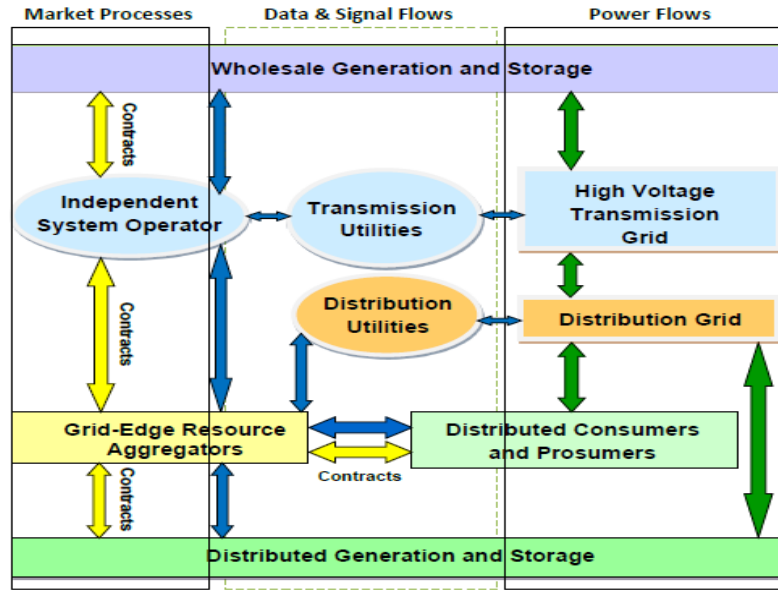 Market Processes
Data & Signal Flows
Power Flows
Wholesale Generation and Storage
Contracts
Independent
System Operator
Transmission
Utilities
High Voltage
Transmission
Grid
Contracts
Distribution
Utilities
Distribution Grid
Grid-Edge Resource
Aggregators
Contracts
Distributed Consumers
and Prosumers
Contracts
Distributed Generation and Storage